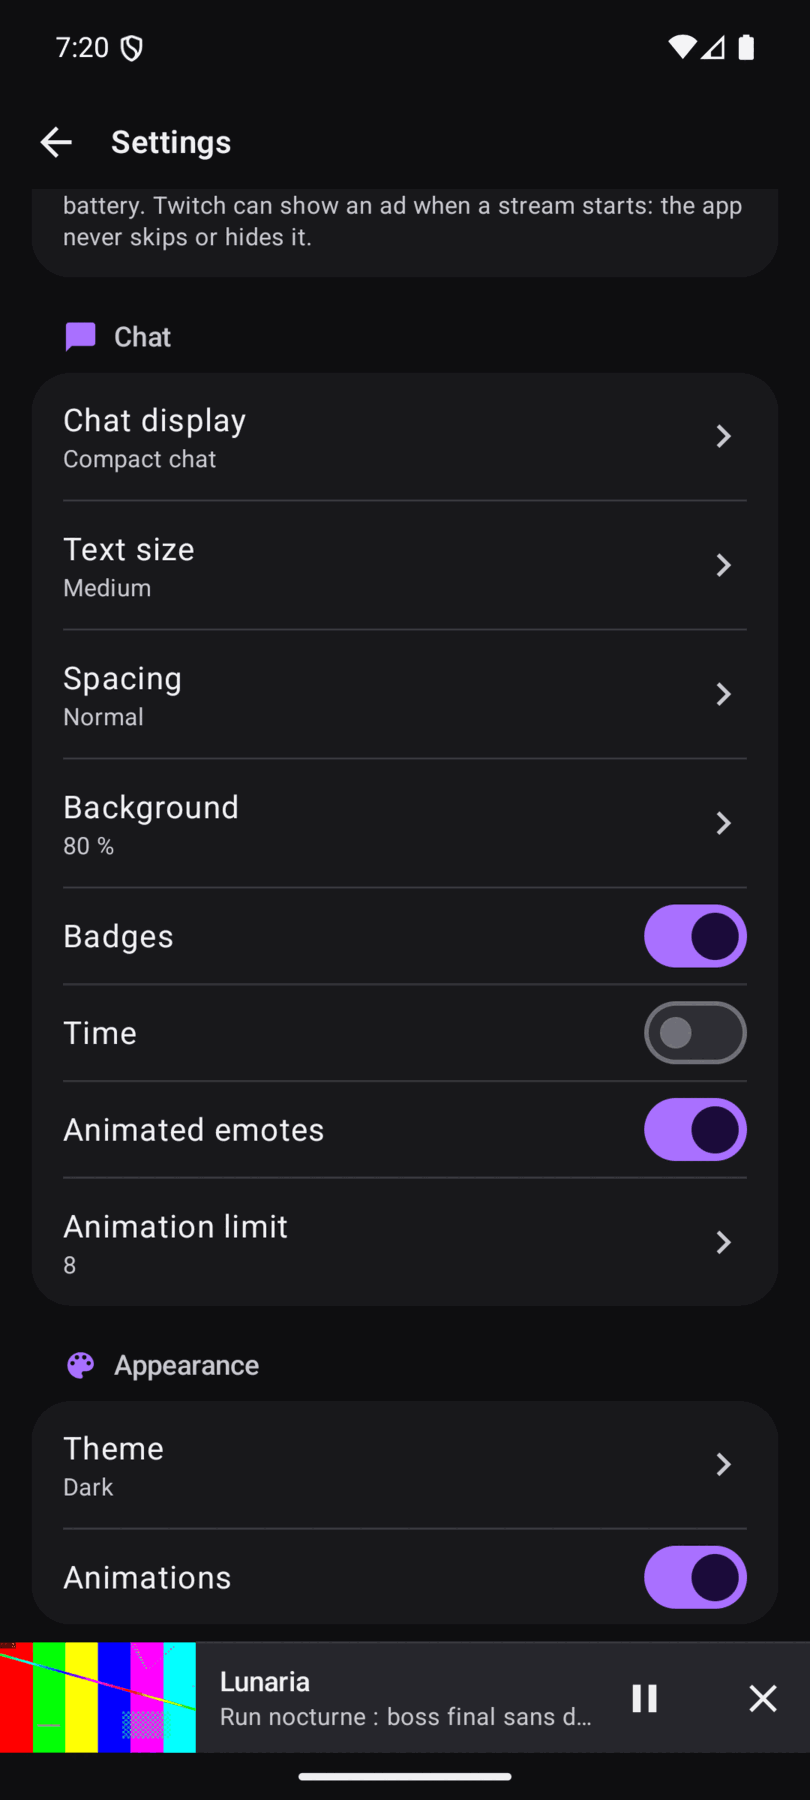 7:20
Settings
battery. Twitch can show an ad when a stream starts: the app
never skips or hides it.
Chat
Chat display
Compact chat
Text size
Medium
Spacing
Normal
Background
80 %
Badges
Time
Animated emotes
Animation limit
8
Appearance
Theme
Dark
Animations
Lunaria
Run nocturne : boss final sans d…